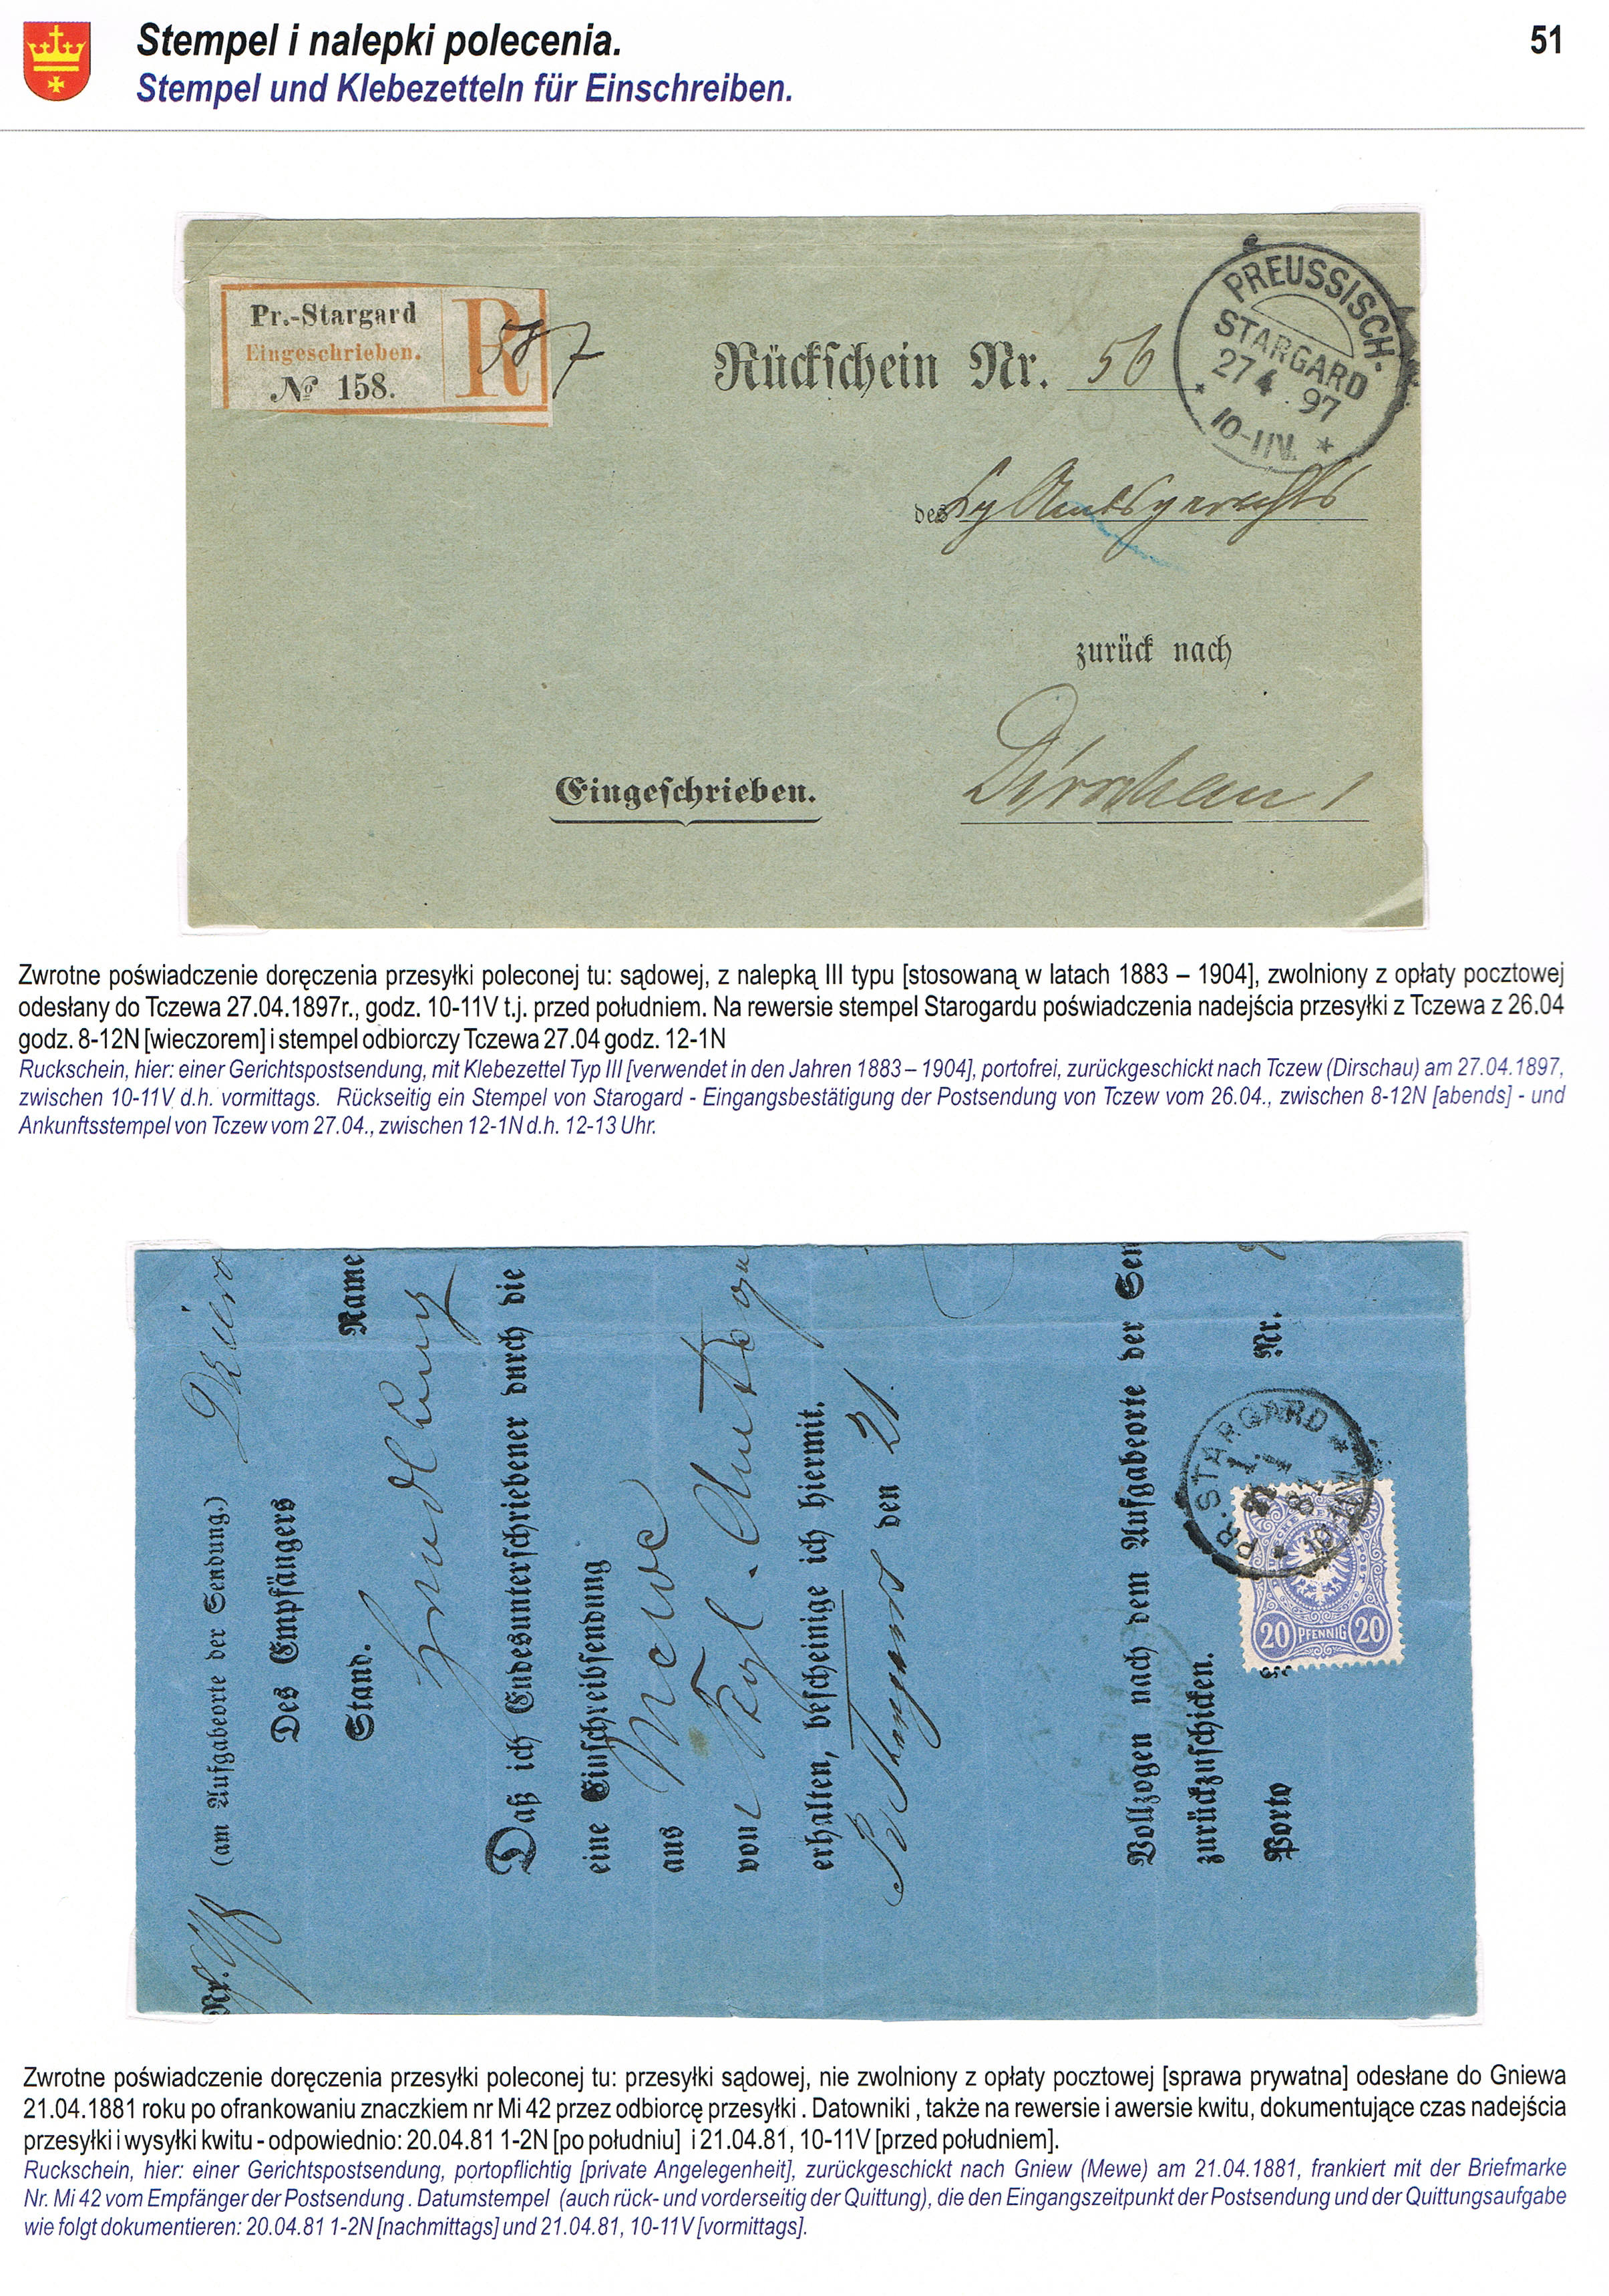 Stempel i nalepki polecenia.
51
Stempel und Klebezetteln für Einschreiben.
Pr.-Stargard
Eingeschrieben.
№ 158.
R
587
Rückschein Nr. 56
PREUSSISCH-
STARGARD
27 4. 97
10-11V.
des Kgl Amtsgerichts
zurück nach
Dirschau
Eingeschrieben.
Zwrotne poświadczenie doręczenia przesyłki poleconej tu: sądowej, z nalepką III typu [stosowaną w latach 1883 – 1904], zwolniony z opłaty pocztowej
odesłany do Tczewa 27.04.1897r., godz. 10-11V t.j. przed południem. Na rewersie stempel Starogardu poświadczenia nadejścia przesyłki z Tczewa z 26.04
godz. 8-12N [wieczorem] i stempel odbiorczy Tczewa 27.04 godz. 12-1N
Ruckschein, hier: einer Gerichtspostsendung, mit Klebezettel Typ III [verwendet in den Jahren 1883 – 1904], portofrei, zurückgeschickt nach Tczew (Dirschau) am 27.04.1897,
zwischen 10-11V d.h. vormittags. Rückseitig ein Stempel von Starogard - Eingangsbestätigung der Postsendung von Tczew vom 26.04., zwischen 8-12N [abends] - und
Ankunftsstempel von Tczew vom 27.04., zwischen 12-1N d.h. 12-13 Uhr.
Nr. (am Aufgabeorte der Sendung.)
Des Empfängers
Stand. Name
Handlung
Daß ich Endesunterschriebener durch die
eine Einschreibsendung
aus Mewe
von Kgl. Amtsge
erhalten, bescheinige ich hiermit.
Pr Stargard den 21
Vollzogen nach dem Aufgabeorte der Sen
zurückzuschicken.
Porto Nr.
PR. STARGARD
20 PFENNIG 20
Zwrotne poświadczenie doręczenia przesyłki poleconej tu: przesyłki sądowej, nie zwolniony z opłaty pocztowej [sprawa prywatna] odesłane do Gniewa
21.04.1881 roku po ofrankowaniu znaczkiem nr Mi 42 przez odbiorcę przesyłki . Datowniki , także na rewersie i awersie kwitu, dokumentujące czas nadejścia
przesyłki i wysyłki kwitu - odpowiednio: 20.04.81 1-2N [po południu] i 21.04.81, 10-11V [przed południem].
Ruckschein, hier: einer Gerichtspostsendung, portopflichtig [private Angelegenheit], zurückgeschickt nach Gniew (Mewe) am 21.04.1881, frankiert mit der Briefmarke
Nr. Mi 42 vom Empfänger der Postsendung . Datumstempel (auch rück- und vorderseitig der Quittung), die den Eingangszeitpunkt der Postsendung und der Quittungsaufgabe
wie folgt dokumentieren: 20.04.81 1-2N [nachmittags] und 21.04.81, 10-11V [vormittags].